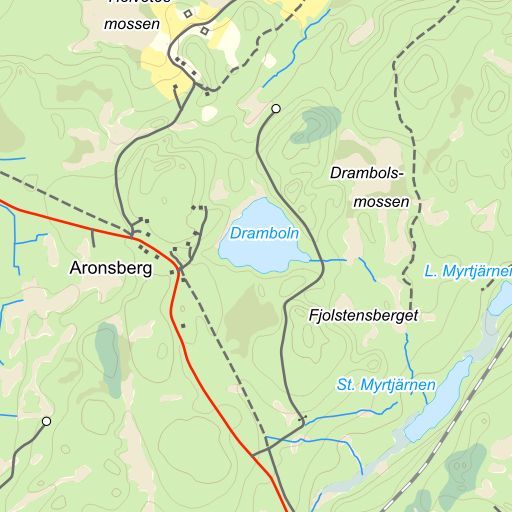 mossen
Drambols-
mossen
Dramboln
Aronsberg
L. Myrtjärnen
Fjolstensberget
St. Myrtjärnen